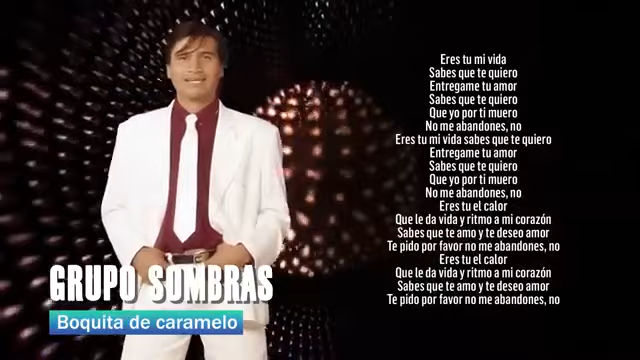 Eres tu mi vida
Sabes que te quiero
Entregame tu amor
Sabes que te quiero
Que yo por ti muero
No me abandones, no
Eres tu mi vida sabes que te quiero
Entregame tu amor
Sabes que te quiero
Que yo por ti muero
No me abandones, no
Eres tu el calor
Que le da vida y ritmo a mi corazón
Sabes que te amo y te deseo amor
Te pido por favor no me abandones, no
Eres tu el calor
Que le da vida y ritmo a mi corazón
Sabes que te amo y te deseo amor
Te pido por favor no me abandones, no
GRUPO SOMBRAS
Boquita de caramelo